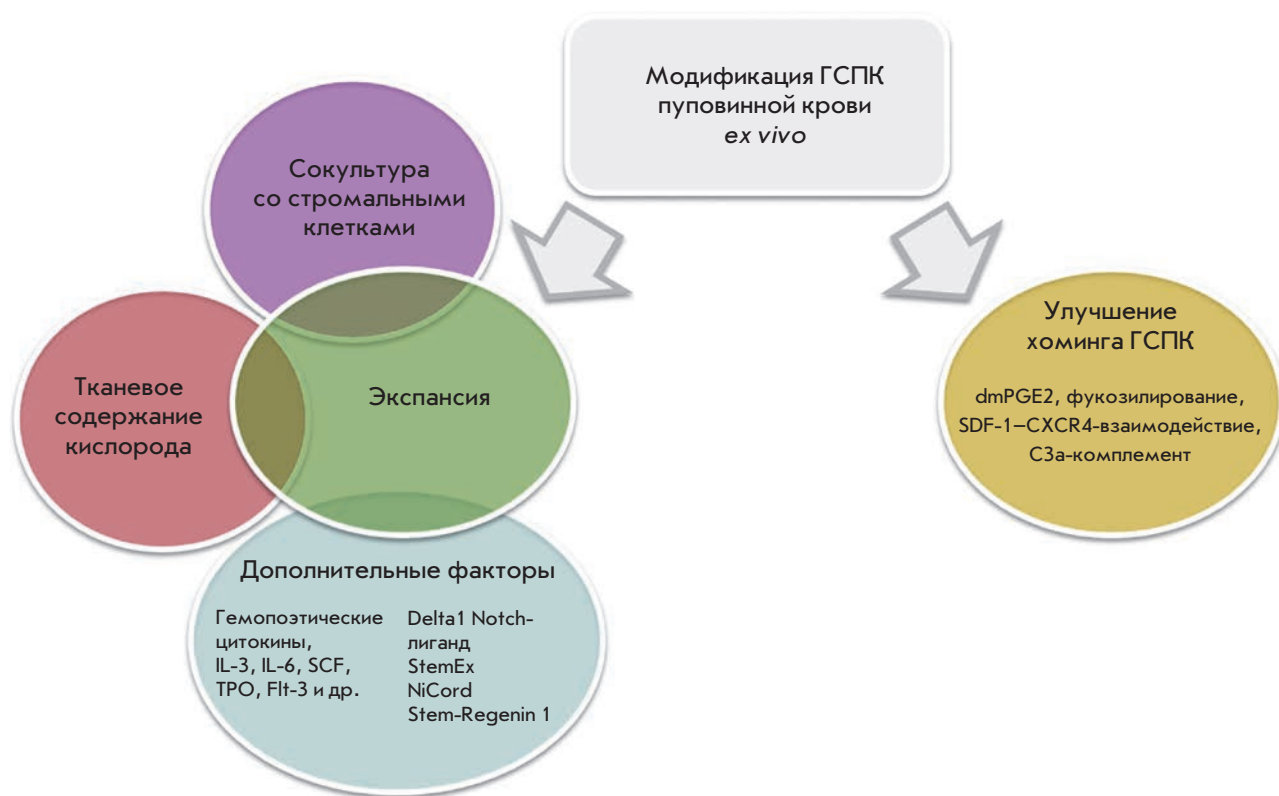 Модификация ГСПК
пуповинной крови
ex vivo
Сокультура
со стромальными
клетками
Тканевое
содержание
кислорода
Экспансия
Дополнительные факторы
Гемопоэтические
цитокины,
IL-3, IL-6, SCF,
TPO, Flt-3 и др.
Delta1 Notch-
лиганд
StemEx
NiCord
Stem-Regenin 1
Улучшение
хоминга ГСПК
dmPGE2, фукозилирование,
SDF-1–CXCR4-взаимодействие,
C3a-комплемент